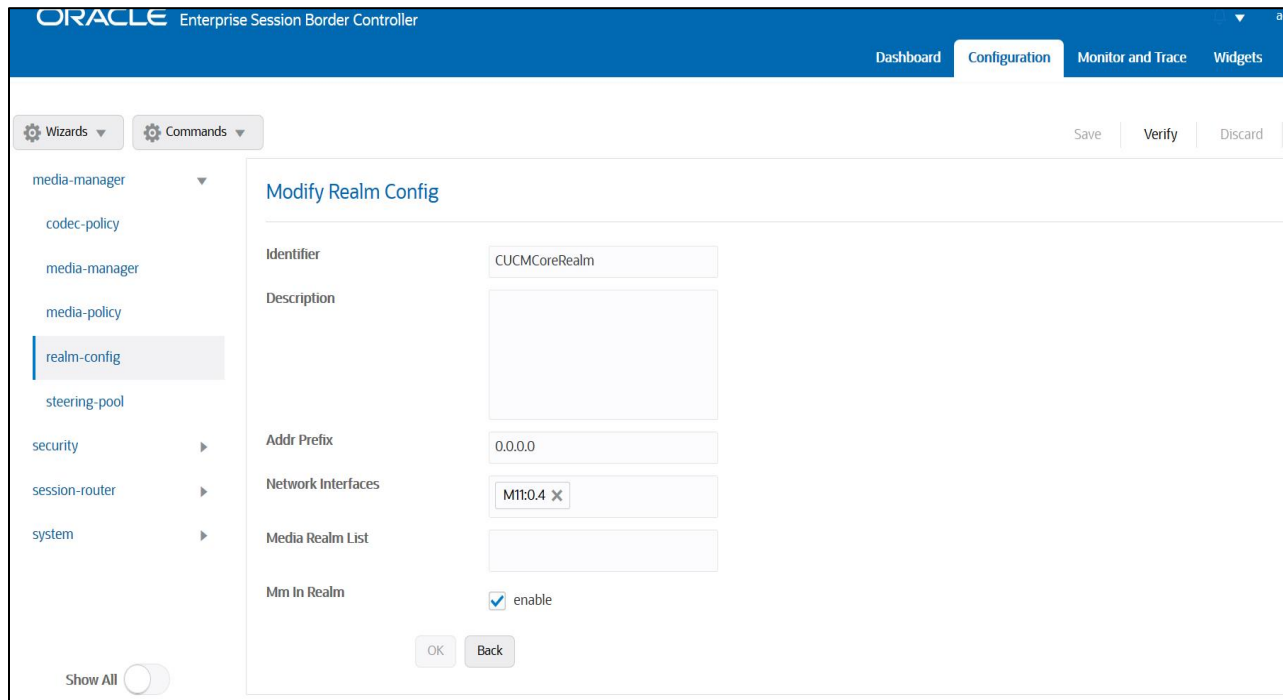 ORACLE Enterprise Session Border Controller
Dashboard Configuration Monitor and Trace Widgets
Wizards Commands Save Verify Discard
media-manager
codec-policy
media-manager
media-policy
realm-config
steering-pool
security
session-router
system
Show All
Modify Realm Config
Identifier CUCMCoreRealm
Description
Addr Prefix 0.0.0.0
Network Interfaces M11:0.4
Media Realm List
Mm In Realm enable
OK Back